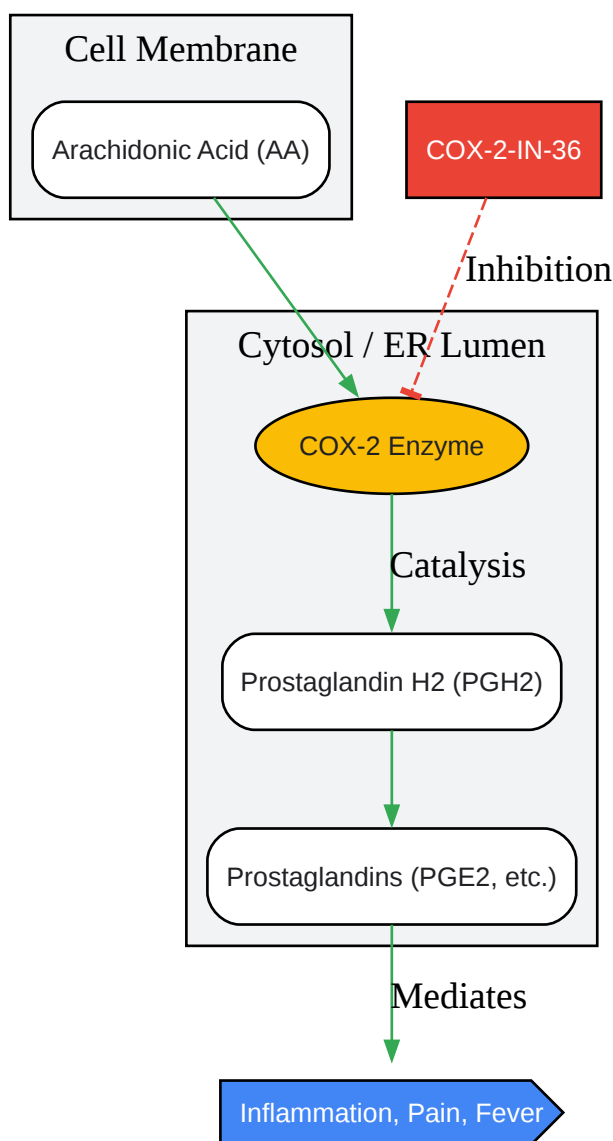 Cell Membrane
Arachidonic Acid (AA)
COX-2-IN-36
Inhibition
Cytosol / ER Lumen
COX-2 Enzyme
Catalysis
Prostaglandin H2 (PGH2)
Prostaglandins (PGE2, etc.)
Mediates
Inflammation, Pain, Fever